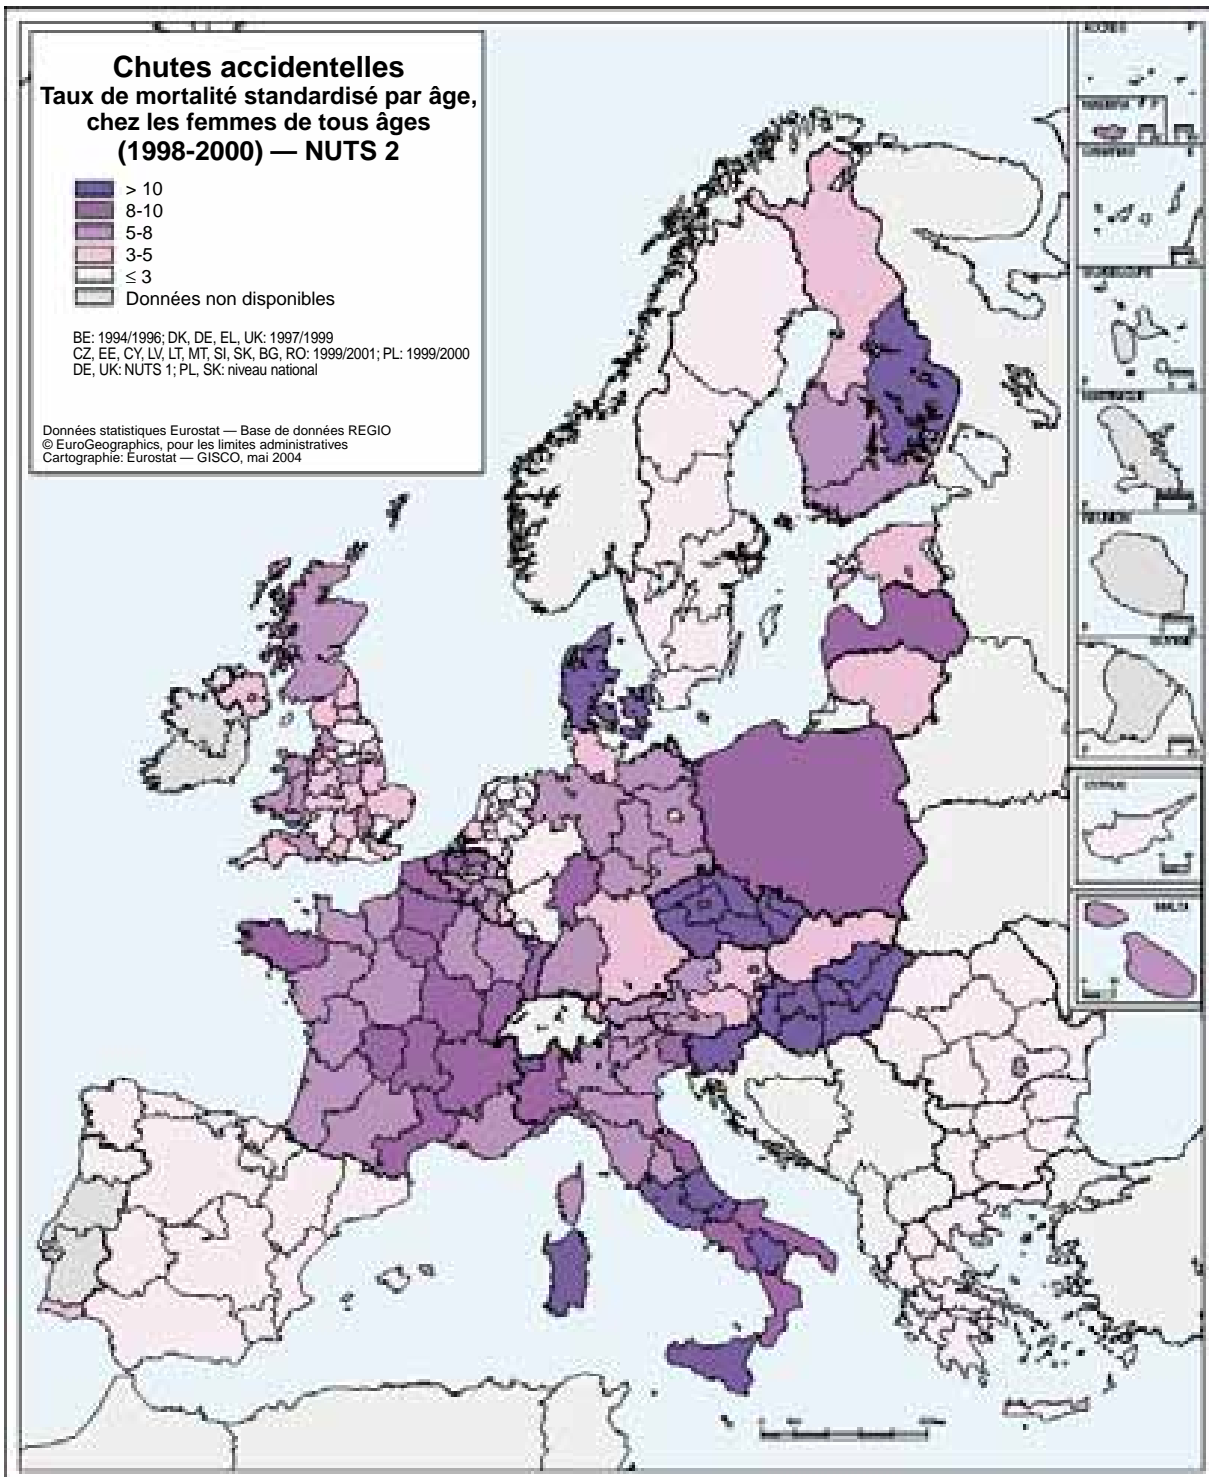 Chutes accidentelles
Taux de mortalité standardisé par âge,
chez les femmes de tous âges
(1998-2000) — NUTS 2
> 10
8-10
5-8
3-5
≤ 3
Données non disponibles
BE: 1994/1996; DK, DE, EL, UK: 1997/1999
CZ, EE, CY, LV, LT, MT, SI, SK, BG, RO: 1999/2001; PL: 1999/2000
DE, UK: NUTS 1; PL, SK: niveau national
Données statistiques Eurostat — Base de données REGIO
© EuroGeographics, pour les limites administratives
Cartographie: Eurostat — GISCO, mai 2004
GUADELOUPE
REUNION
CYPRUS
MALTA